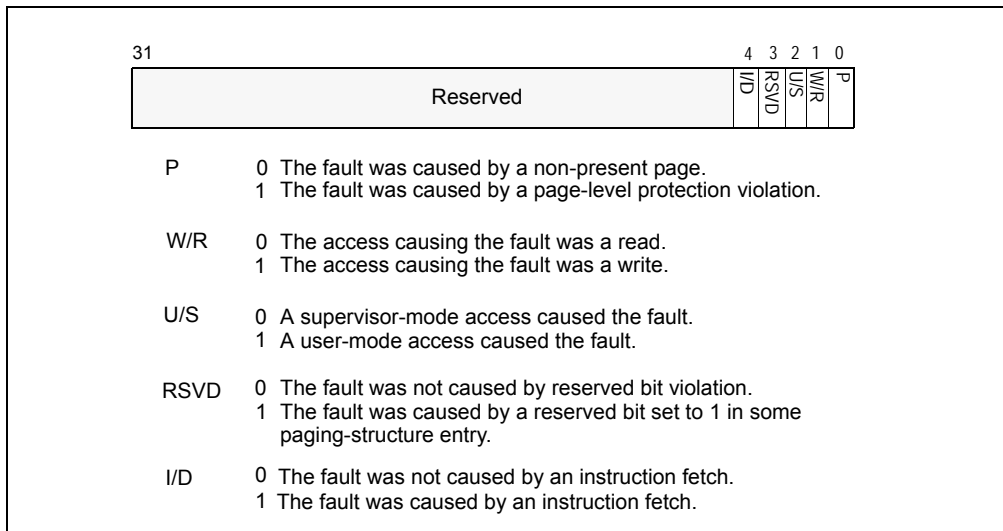 31 4 3 2 1 0
Reserved I/D RSVD U/S W/R P
P 0 The fault was caused by a non-present page.
1 The fault was caused by a page-level protection violation.
W/R 0 The access causing the fault was a read.
1 The access causing the fault was a write.
U/S 0 A supervisor-mode access caused the fault.
1 A user-mode access caused the fault.
RSVD 0 The fault was not caused by reserved bit violation.
1 The fault was caused by a reserved bit set to 1 in some
paging-structure entry.
I/D 0 The fault was not caused by an instruction fetch.
1 The fault was caused by an instruction fetch.